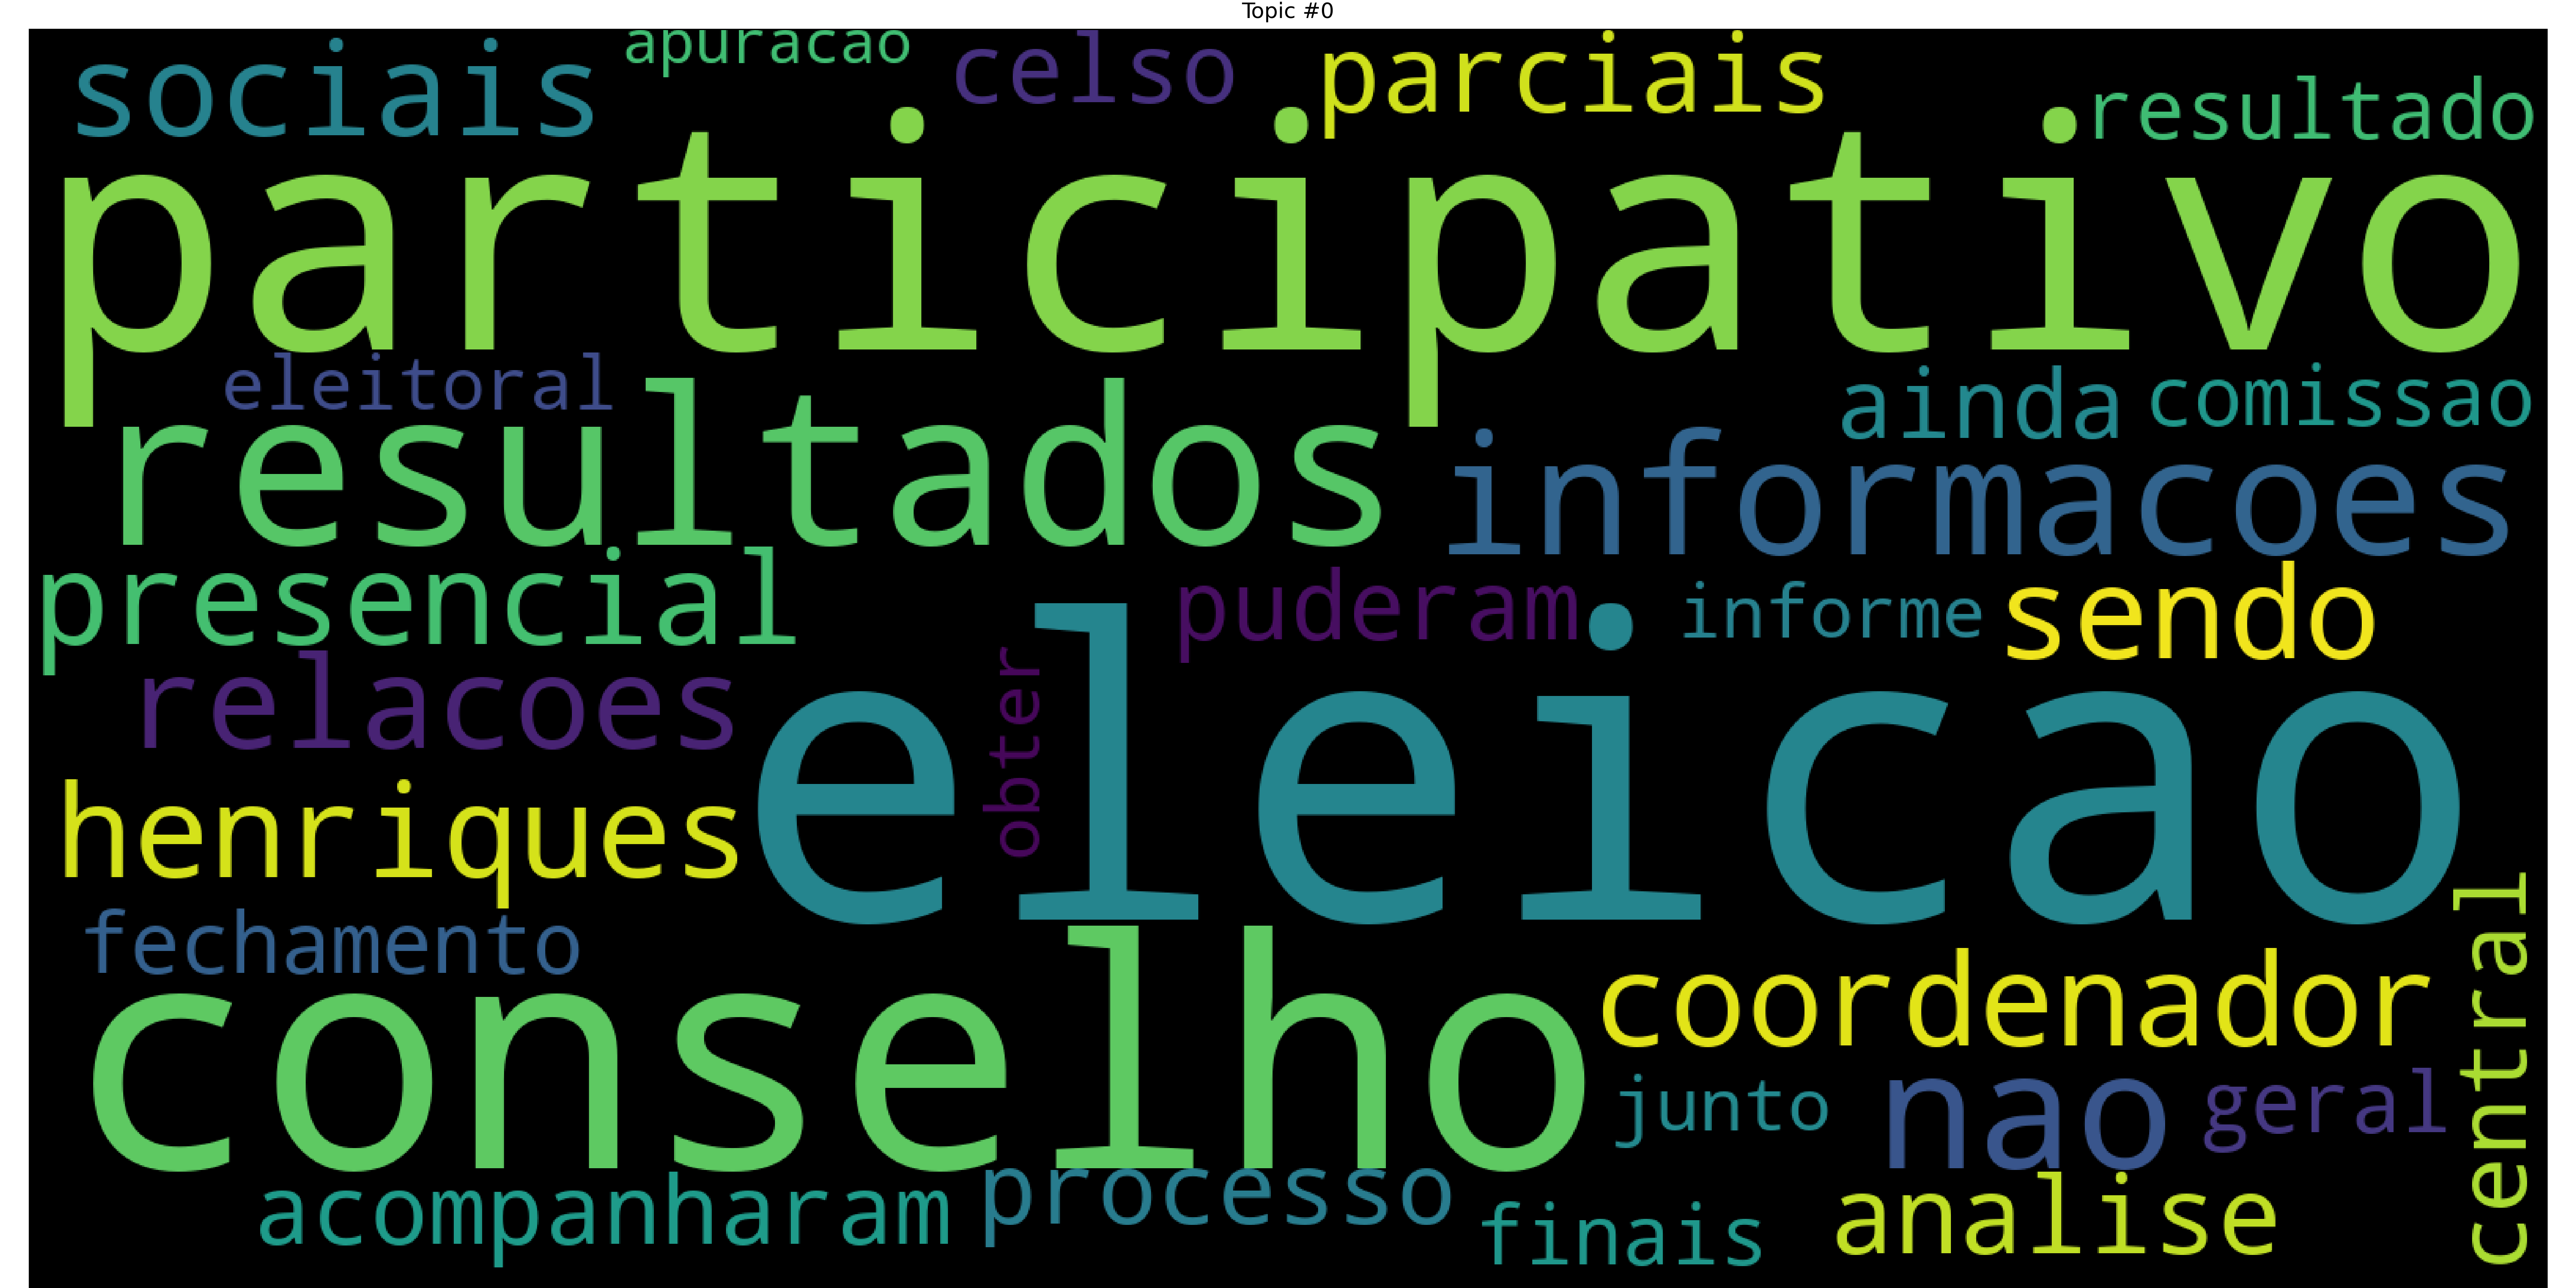 Topic #0
sociais
apuracao
celso
parciais
resultado
participativo
eleitoral
ainda
comissao
resultados
informacoes
presencial
puderam
informe
sendo
relacoes
obter
eleicao
henriques
fechamento
conselho
coordenador
central
junto
nao
geral
acompanharam
processo
finais
analise